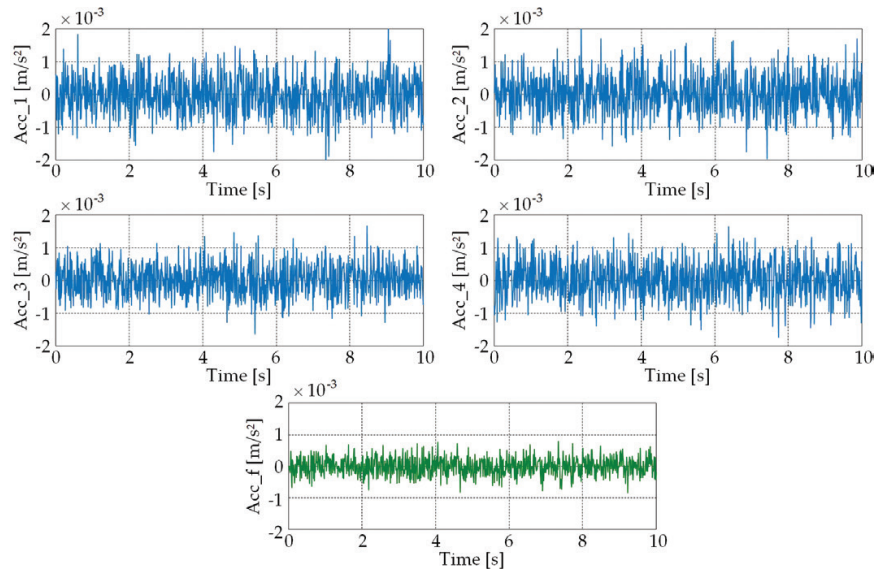 × 10⁻³
Acc_1 [m/s²]
2
1
0
-1
-2
0 2 4 6 8 10
Time [s]
× 10⁻³
Acc_2 [m/s²]
2
1
0
-1
-2
0 2 4 6 8 10
Time [s]
× 10⁻³
Acc_3 [m/s²]
2
1
0
-1
-2
0 2 4 6 8 10
Time [s]
× 10⁻³
Acc_4 [m/s²]
2
1
0
-1
-2
0 2 4 6 8 10
Time [s]
× 10⁻³
Acc_f [m/s²]
2
1
0
-1
-2
0 2 4 6 8 10
Time [s]